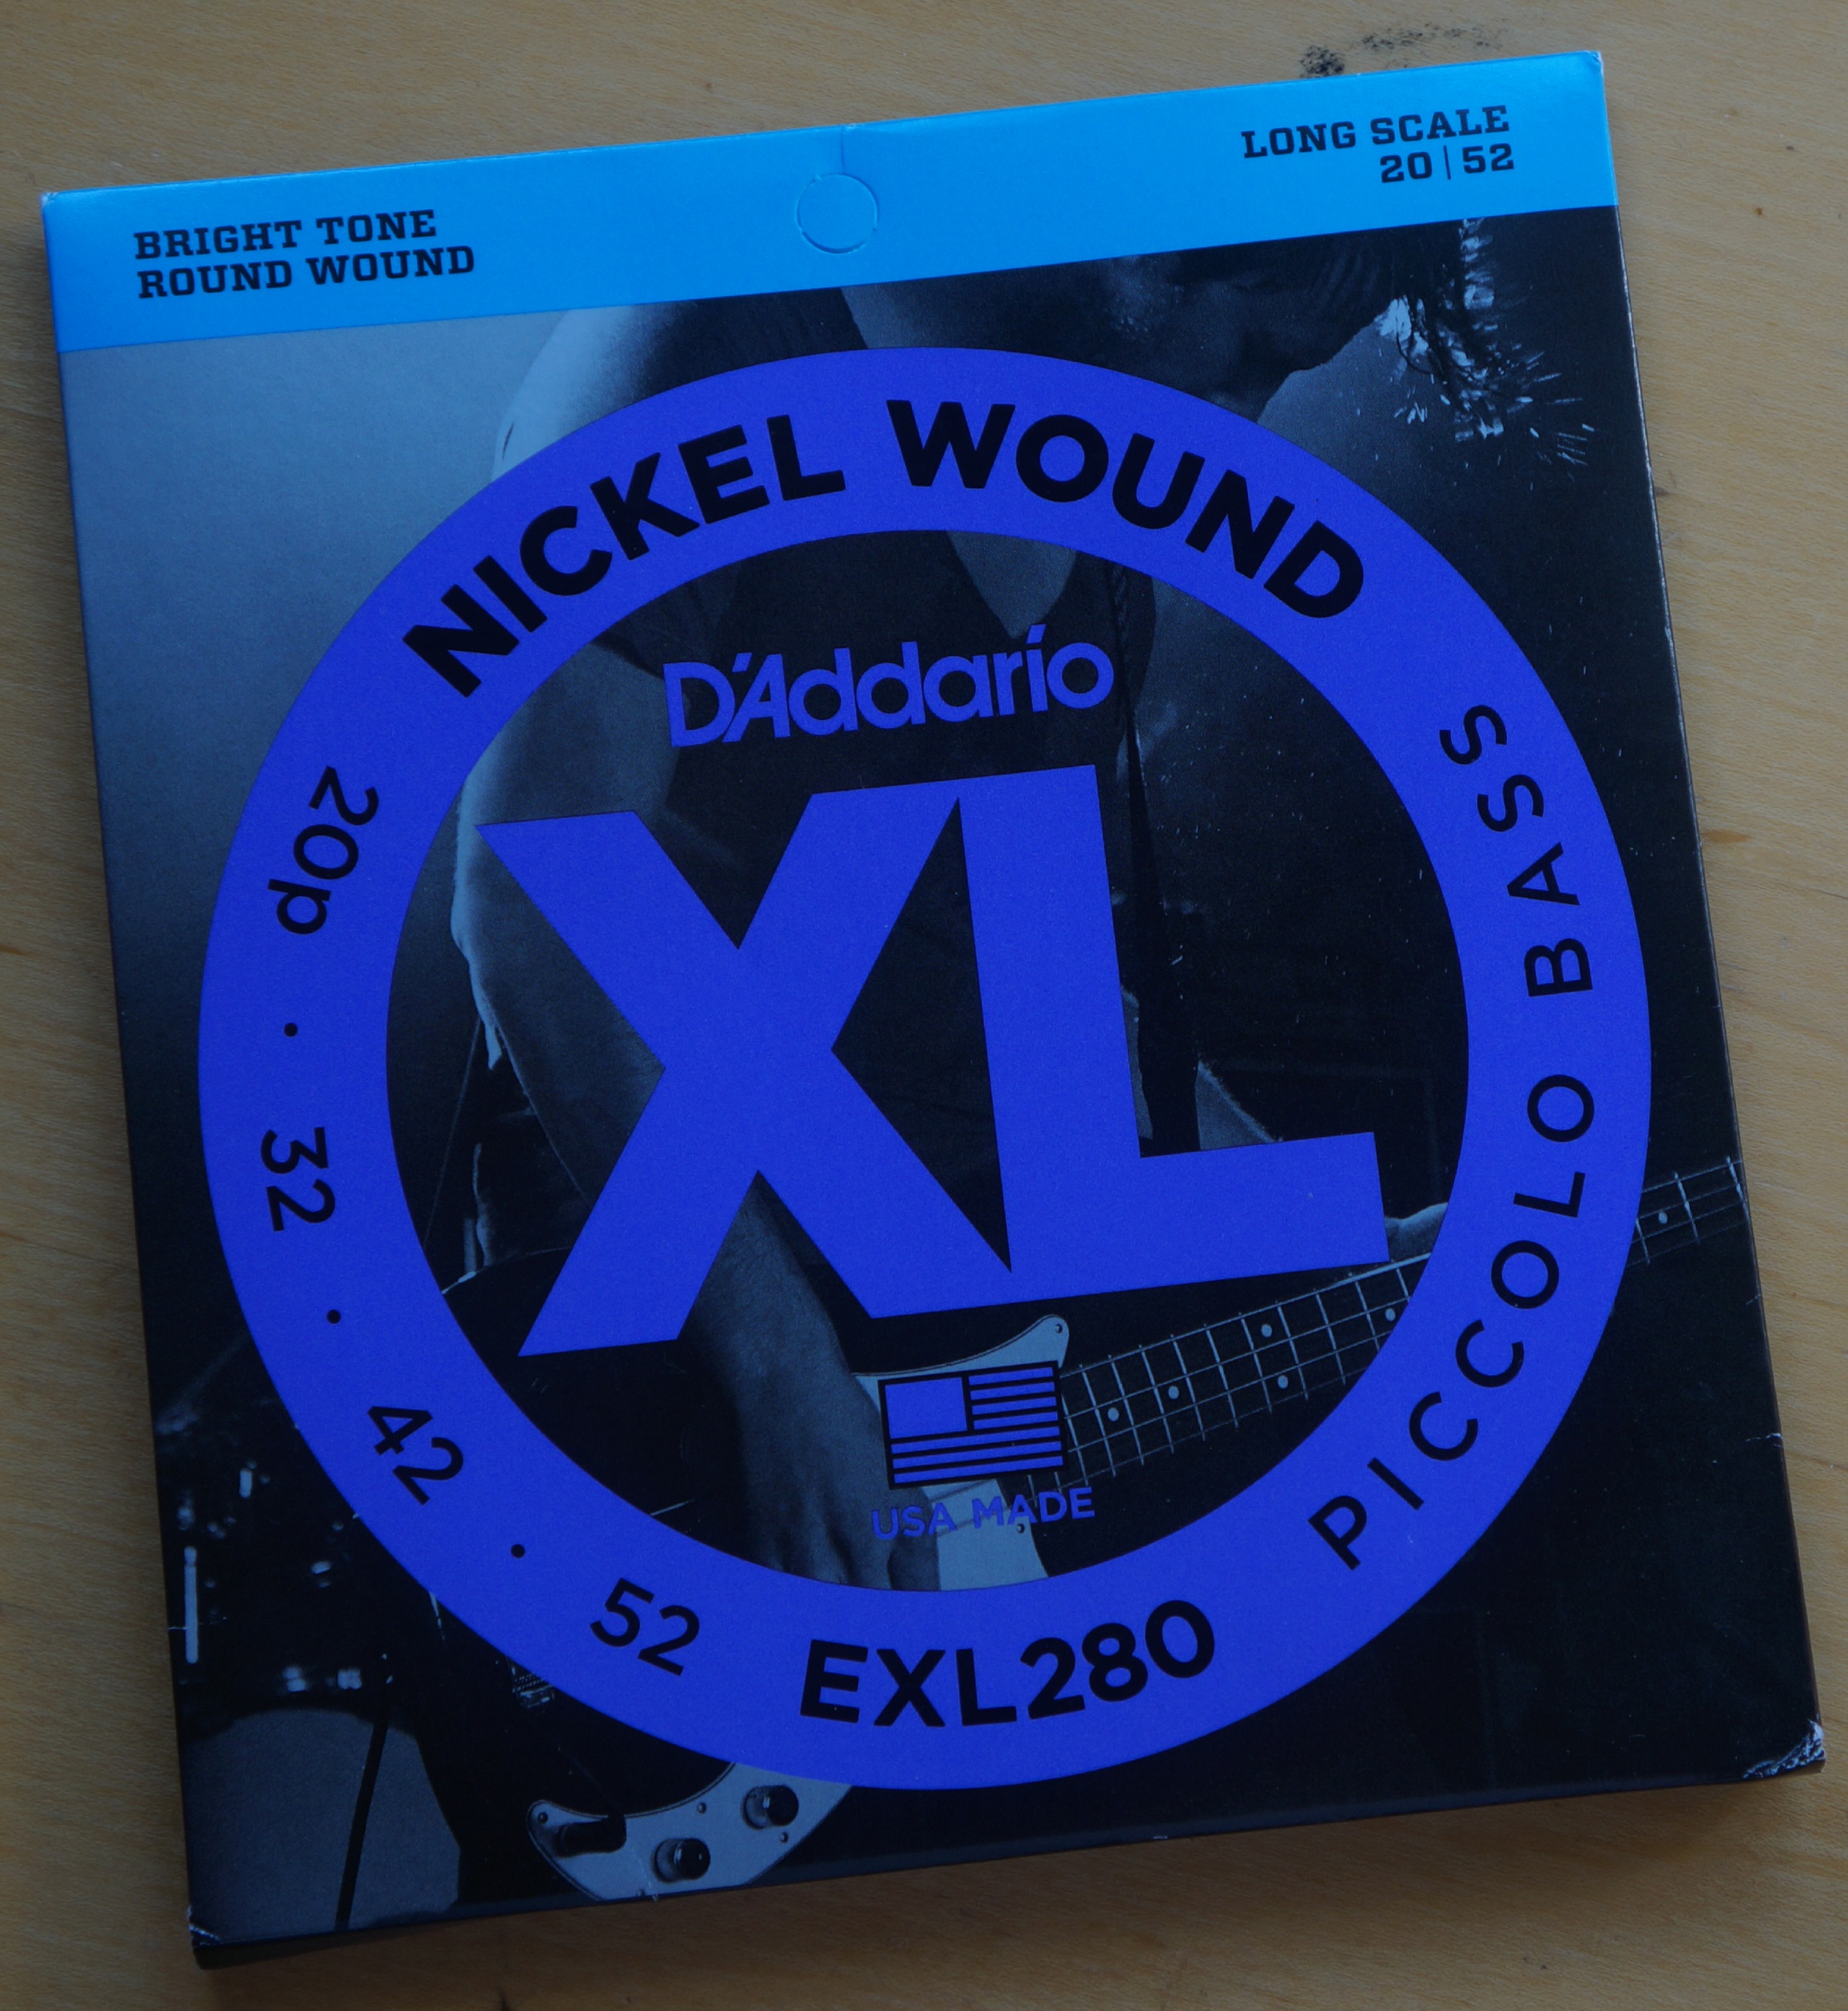 BRIGHT TONE
ROUND WOUND
LONG SCALE
20 | 52
NICKEL WOUND
D'Addario
XL
USA MADE
20p · 32 · 42 · 52
EXL280
PICCOLO BASS